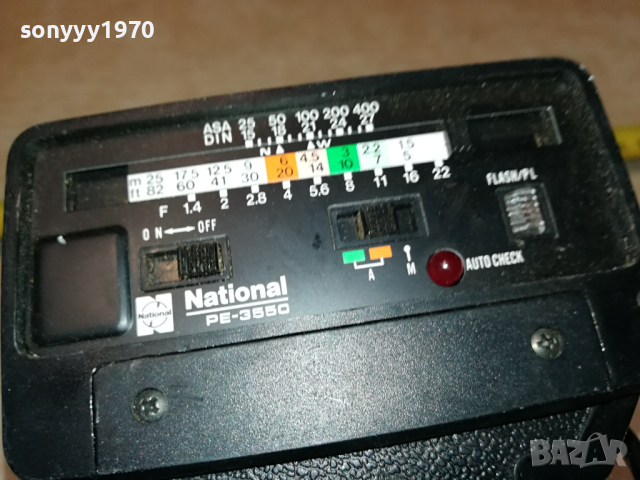 sonyyy1970
ASA 25 50 100 200 400
DIN 15 18 21 24 27
NA AW
m 25 17.5 12.5 9 6 4.5 3 2.2 1.5
ft 82 60 41 30 20 14 10 7 5
F 1.4 2 2.8 4 5.6 8 11 16 22
FLASH/PL
ON OFF
A M
AUTO CHECK
National
National
PE-3550
BAZAR